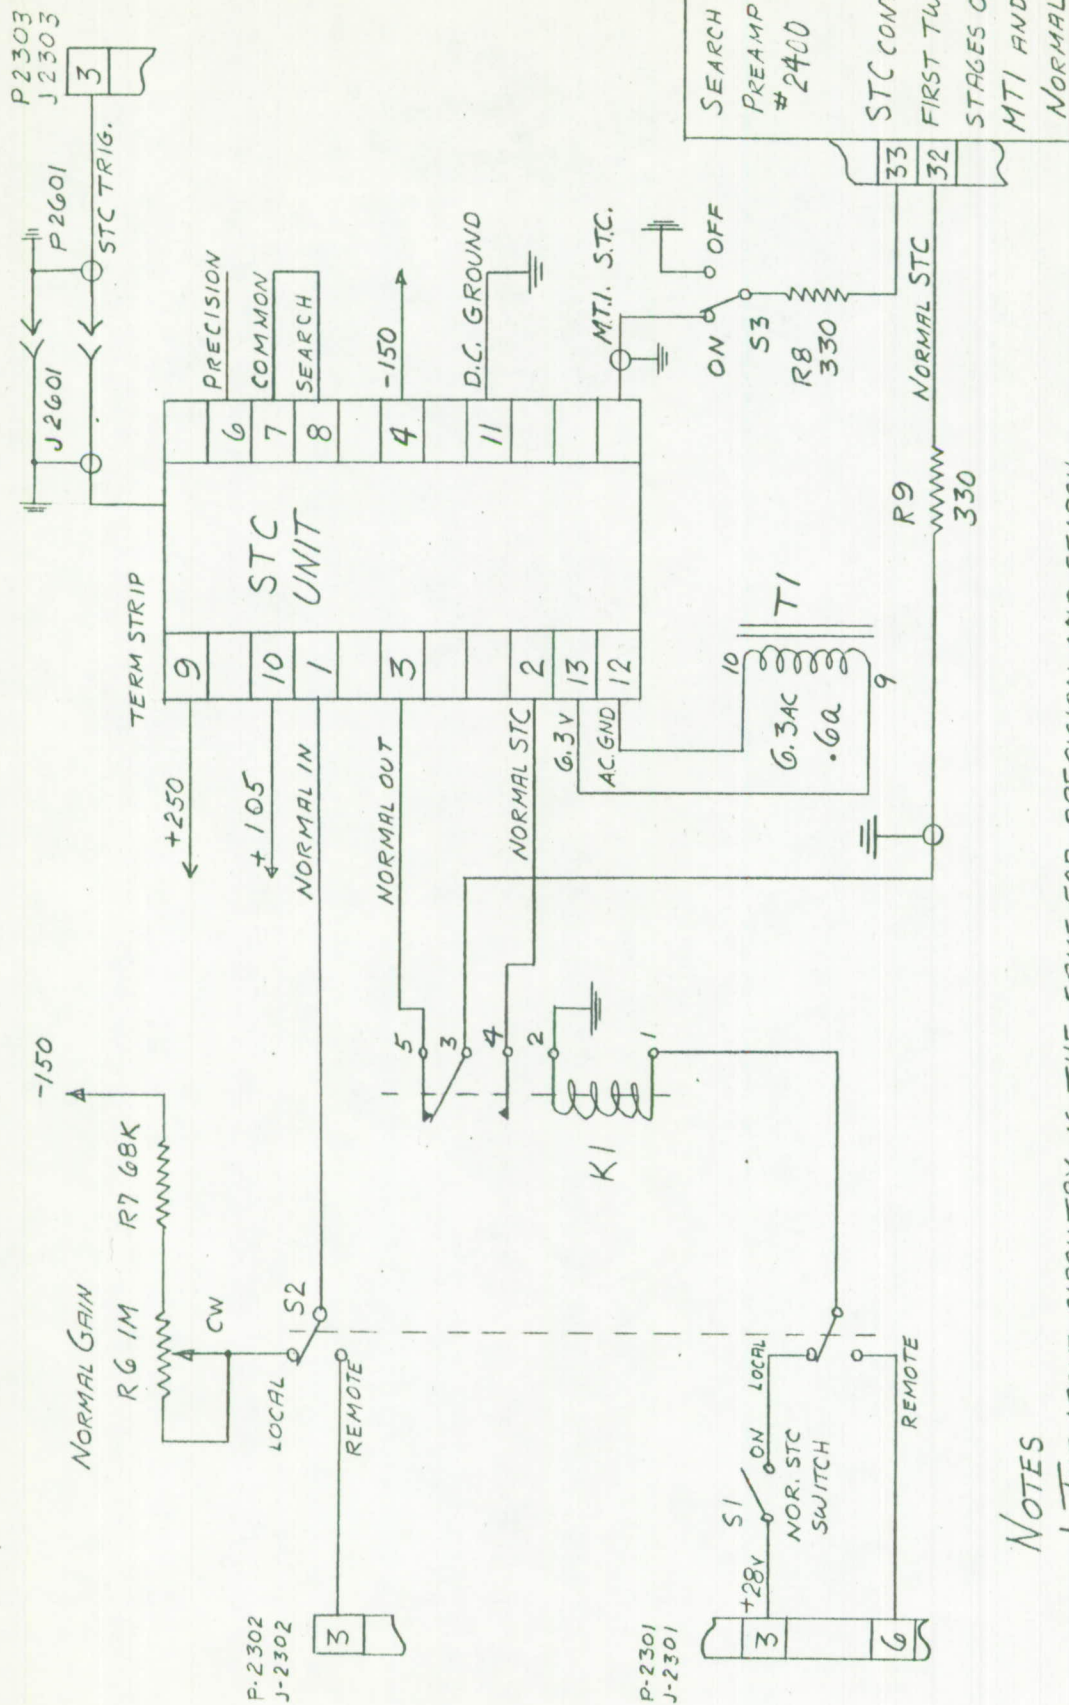 P2303
J2303
3
P2601
STC TRIG.
J2601
TERM STRIP
STC
UNIT
9
10
1
3
2
13
12
6
7
8
4
11
PRECISION
COMMON
SEARCH
-150
D.C. GROUND
M.T.I. S.T.C.
ON
OFF
S3
R8
330
SEARCH
PREAMP
#2400
STC CON
FIRST TW
STAGES
MTI AND
NORMAL
33
32
NORMAL STC
R9
330
+250
+105
NORMAL IN
NORMAL OUT
NORMAL STC
6.3V
A.C. GND
10
T1
6.3AC
.6a
9
-150
NORMAL GAIN
R6 1M
R7 68K
CW
LOCAL
S2
REMOTE
5
3
4
2
1
K1
P-2302
J-2302
3
P-2301
J-2301
3
6
+28V
S1
ON
LOCAL
NOR. STC
SWITCH
REMOTE
NOTES